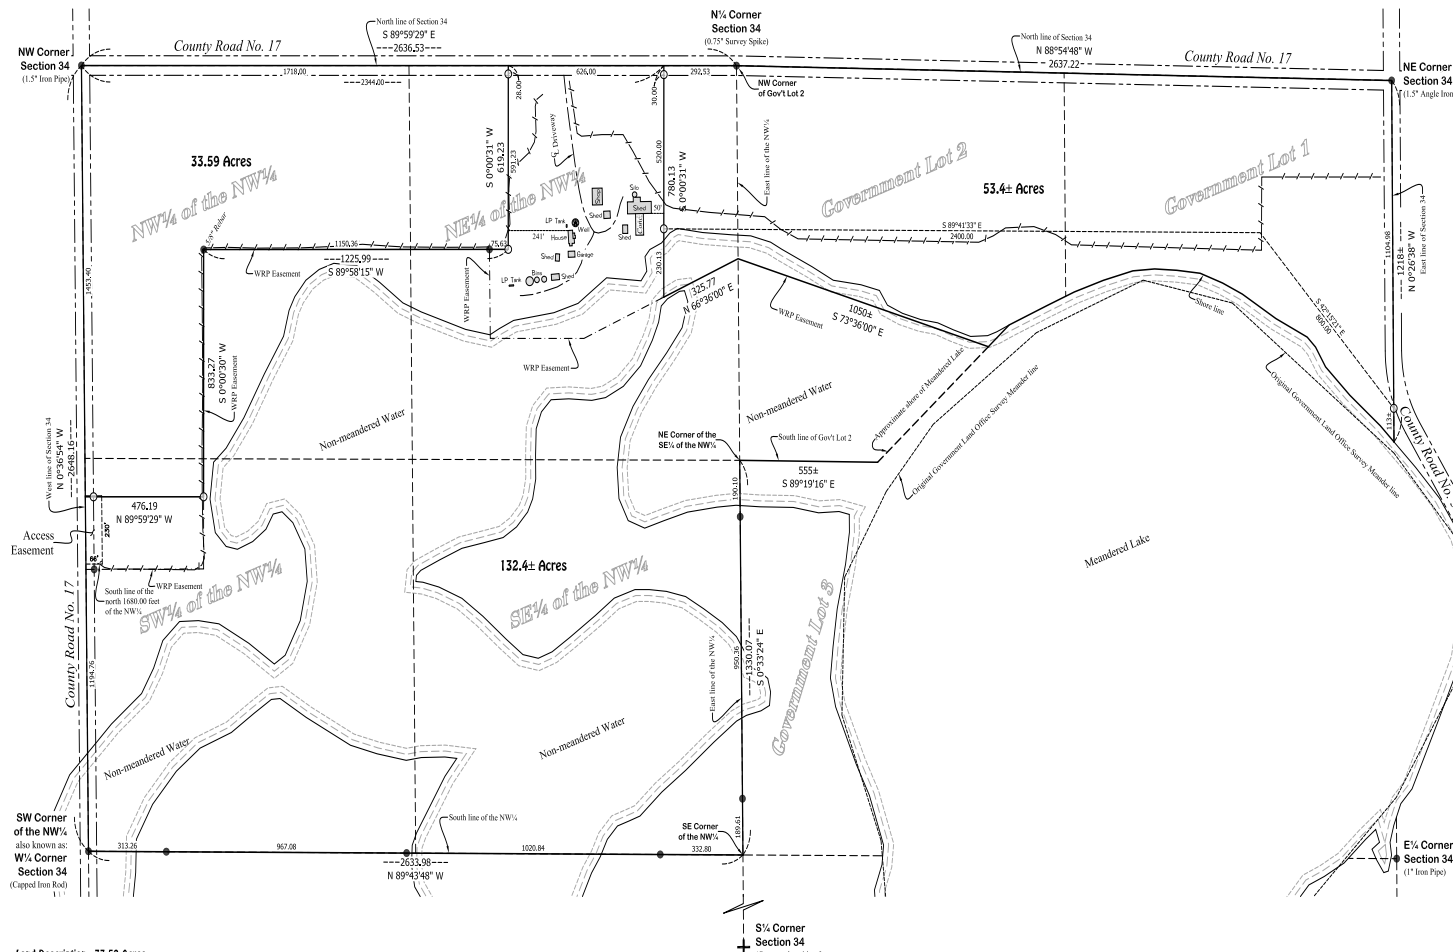 North line of Section 34
S 89°59'29" E
2636.53
County Road No. 17
N¼ Corner
Section 34
(0.75" Survey Spike)
North line of Section 34
N 88°54'48" W
2637.22
County Road No. 17
NW Corner
Section 34
(1.5" Iron Pipe)
NE Corner
Section 34
(1.5" Angle Iron
1718.00
2344.00
626.00
292.53
NW Corner
of Gov't Lot 2
28.00
30.00
33.59 Acres
NW¼ of the NW¼
S 0°00'31" W
619.23
591.23
NE¼ of the NW¼
℄ Driveway
520.00
780.13
S 0°00'31" W
East line of the NW¼
Government Lot 2
53.4± Acres
Government Lot 1
S 89°41'33" E
2400.00
1104.98
1218±
N 0°26'38" W
East line of Section 34
Shed
Silo
Shed
50'
Shed
LP Tank
Well
House
241'
Garage
Shed
LP Tank
Bins
Shed
5/8" Rebar
1150.36
75.63
1225.99
S 89°58'15" W
WRP Easement
WRP Easement
230.13
325.77
N 66°36'00" E
WRP Easement
1050±
S 73°36'00" E
Shore line
S 42°15'21" E
800.00
1453.40
833.27
S 0°00'30" W
WRP Easement
WRP Easement
Non-meandered Water
Non-meandered Water
Approximate shore of Meandered Lake
Original Government Land Office Survey Meander line
Original Government Land Office Survey Meander line
113±
County Road No.
West line of Section 34
N 0°36'54" W
2648.16
NE Corner of the
SE¼ of the NW¼
South line of Gov't Lot 2
555±
S 89°19'16" E
190.10
476.19
N 89°59'29" W
Access
Easement
230'
66'
WRP Easement
South line of the
north 1680.00 feet
of the NW¼
SW¼ of the NW¼
132.4± Acres
SE¼ of the NW¼
Meandered Lake
County Road No. 17
1194.76
East line of the NW¼
950.36
1330.07
S 0°33'24" E
Government Lot 3
Non-meandered Water
Non-meandered Water
SW Corner
of the NW¼
also known as:
W¼ Corner
Section 34
(Capped Iron Rod)
South line of the NW¼
SE Corner
of the NW¼
189.61
313.26
967.08
1020.84
332.80
2633.98
N 89°43'48" W
E¼ Corner
Section 34
(1" Iron Pipe)
S¼ Corner
Section 34